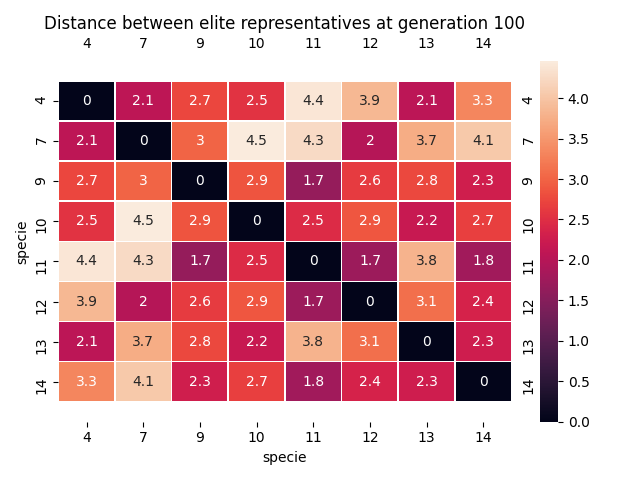 Distance between elite representatives at generation 100
4 7 9 10 11 12 13 14
4 0 2.1 2.7 2.5 4.4 3.9 2.1 3.3 4
7 2.1 0 3 4.5 4.3 2 3.7 4.1 7
9 2.7 3 0 2.9 1.7 2.6 2.8 2.3 9
10 2.5 4.5 2.9 0 2.5 2.9 2.2 2.7 10
11 4.4 4.3 1.7 2.5 0 1.7 3.8 1.8 11
12 3.9 2 2.6 2.9 1.7 0 3.1 2.4 12
13 2.1 3.7 2.8 2.2 3.8 3.1 0 2.3 13
14 3.3 4.1 2.3 2.7 1.8 2.4 2.3 0 14
4 7 9 10 11 12 13 14
specie
specie
4.0
3.5
3.0
2.5
2.0
1.5
1.0
0.5
0.0